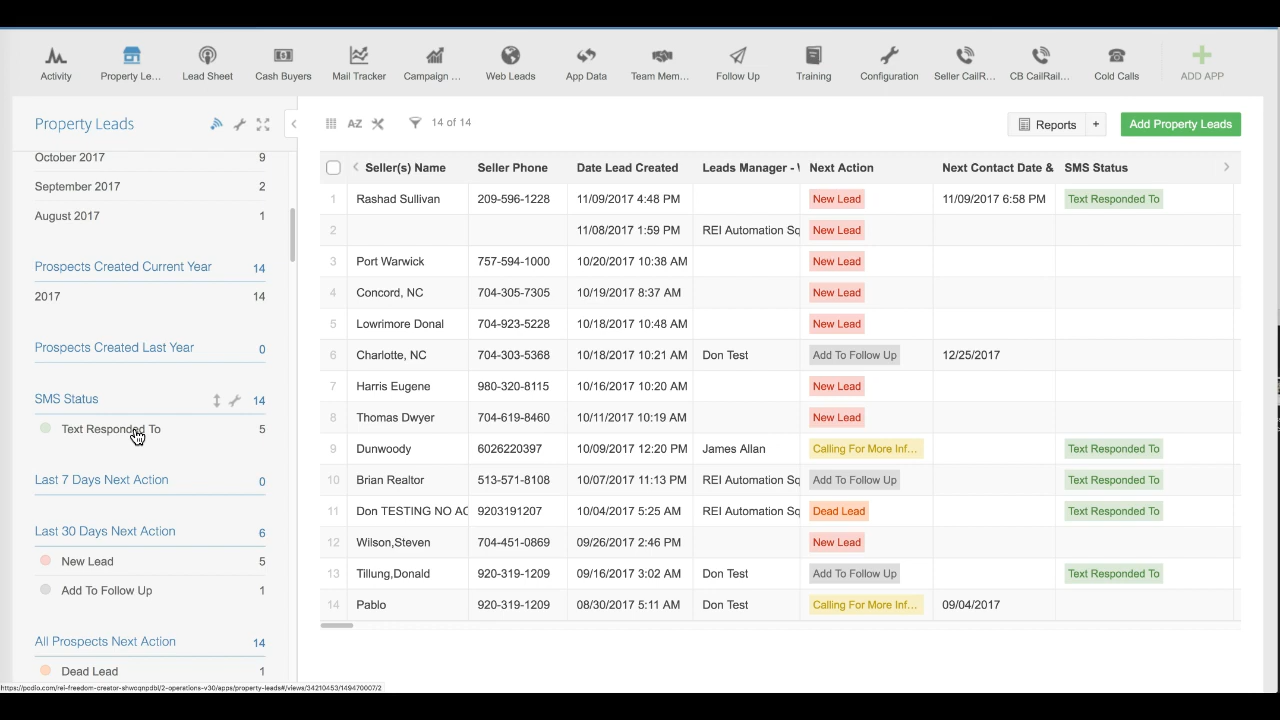 Activity
Property Le...
Lead Sheet
Cash Buyers
Mail Tracker
Campaign ...
Web Leads
App Data
Team Mem...
Follow Up
Training
Configuration
Seller CallR...
CB CallRail...
Cold Calls
ADD APP
Property Leads
October 2017 9
September 2017 2
August 2017 1
Prospects Created Current Year 14
2017 14
Prospects Created Last Year 0
SMS Status 14
Text Responded To 5
Last 7 Days Next Action 0
Last 30 Days Next Action 6
New Lead 5
Add To Follow Up 1
All Prospects Next Action 14
Dead Lead 1
AZ 14 of 14
Reports +
Add Property Leads
Seller(s) Name Seller Phone Date Lead Created Leads Manager - Next Action Next Contact Date & SMS Status
1 Rashad Sullivan 209-596-1228 11/09/2017 4:48 PM New Lead 11/09/2017 6:58 PM Text Responded To
2 11/08/2017 1:59 PM REI Automation Sq New Lead
3 Port Warwick 757-594-1000 10/20/2017 10:38 AM New Lead
4 Concord, NC 704-305-7305 10/19/2017 8:37 AM New Lead
5 Lowrimore Donal 704-923-5228 10/18/2017 10:48 AM New Lead
6 Charlotte, NC 704-303-5368 10/18/2017 10:21 AM Don Test Add To Follow Up 12/25/2017
7 Harris Eugene 980-320-8115 10/16/2017 10:20 AM New Lead
8 Thomas Dwyer 704-619-8460 10/11/2017 10:19 AM New Lead
9 Dunwoody 6026220397 10/09/2017 12:20 PM James Allan Calling For More Inf... Text Responded To
10 Brian Realtor 513-571-8108 10/07/2017 11:13 PM REI Automation Sq Add To Follow Up Text Responded To
11 Don TESTING NO AC 9203191207 10/04/2017 5:25 AM REI Automation Sq Dead Lead Text Responded To
12 Wilson,Steven 704-451-0869 09/26/2017 2:46 PM New Lead
13 Tillung,Donald 920-319-1209 09/16/2017 3:02 AM Don Test Add To Follow Up Text Responded To
14 Pablo 920-319-1209 08/30/2017 5:11 AM Don Test Calling For More Inf... 09/04/2017